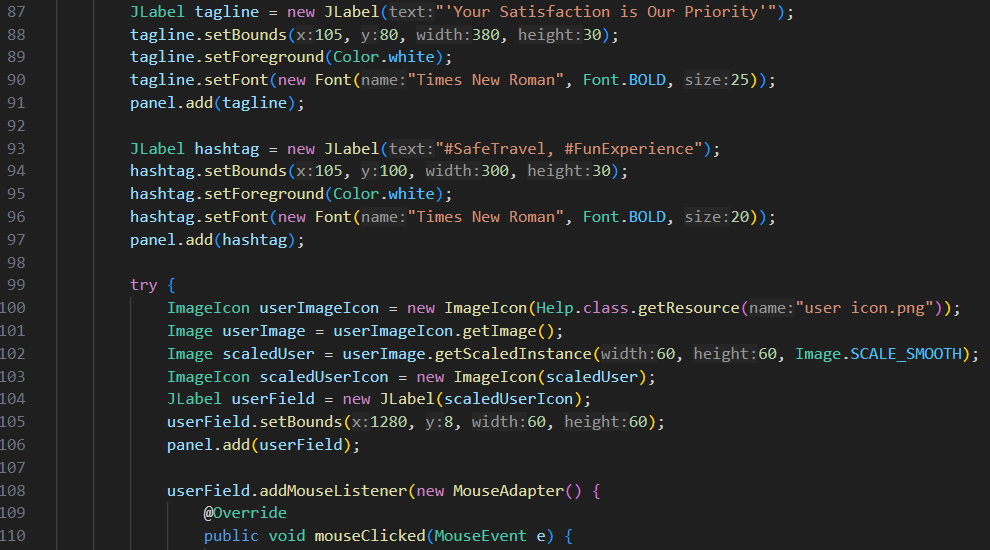 87 JLabel tagline = new JLabel(text:"'Your Satisfaction is Our Priority'");
88 tagline.setBounds(x:105, y:80, width:380, height:30);
89 tagline.setForeground(Color.white);
90 tagline.setFont(new Font(name:"Times New Roman", Font.BOLD, size:25));
91 panel.add(tagline);
92
93 JLabel hashtag = new JLabel(text:"#SafeTravel, #FunExperience");
94 hashtag.setBounds(x:105, y:100, width:300, height:30);
95 hashtag.setForeground(Color.white);
96 hashtag.setFont(new Font(name:"Times New Roman", Font.BOLD, size:20));
97 panel.add(hashtag);
98
99 try {
100 ImageIcon userImageIcon = new ImageIcon(Help.class.getResource(name:"user icon.png"));
101 Image userImage = userImageIcon.getImage();
102 Image scaledUser = userImage.getScaledInstance(width:60, height:60, Image.SCALE_SMOOTH);
103 ImageIcon scaledUserIcon = new ImageIcon(scaledUser);
104 JLabel userField = new JLabel(scaledUserIcon);
105 userField.setBounds(x:1280, y:8, width:60, height:60);
106 panel.add(userField);
107
108 userField.addMouseListener(new MouseAdapter() {
109 @Override
110 public void mouseClicked(MouseEvent e) {